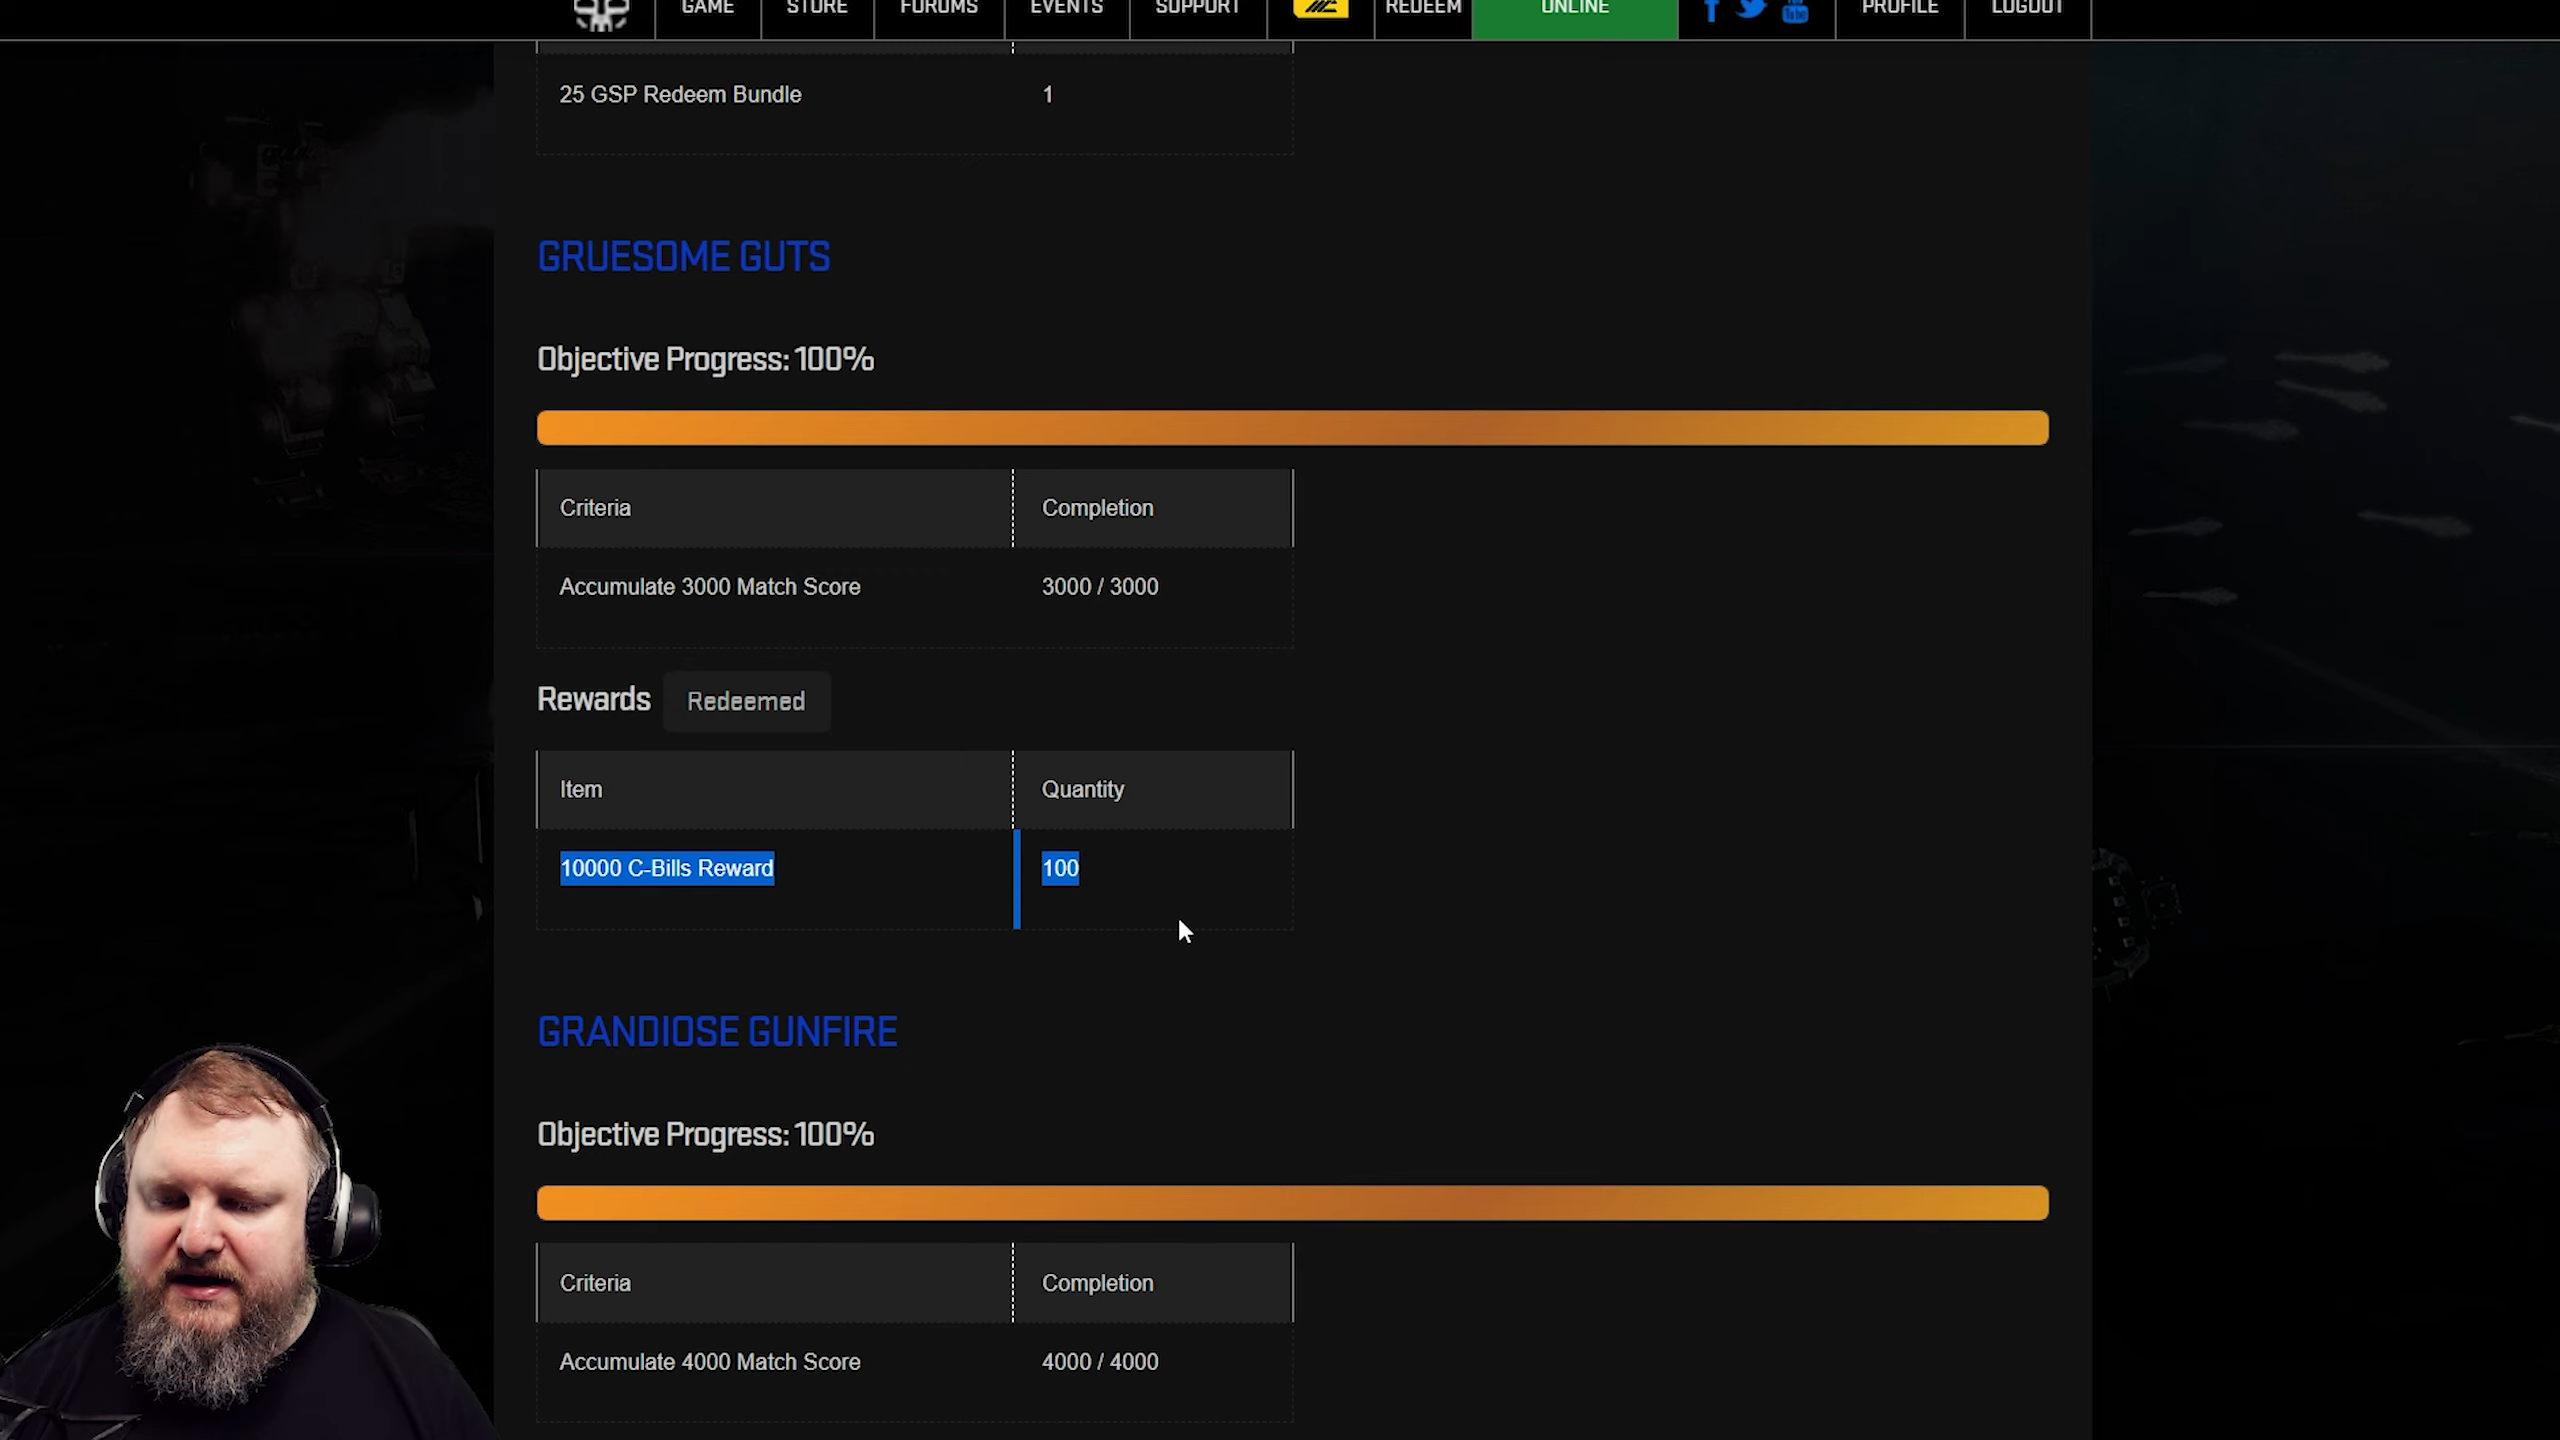 GAME STORE FORUMS EVENTS SUPPORT MC REDEEM ONLINE PROFILE LOGOUT
25 GSP Redeem Bundle 1
GRUESOME GUTS
Objective Progress: 100%
Criteria Completion
Accumulate 3000 Match Score 3000 / 3000
Rewards Redeemed
Item Quantity
10000 C-Bills Reward 100
GRANDIOSE GUNFIRE
Objective Progress: 100%
Criteria Completion
Accumulate 4000 Match Score 4000 / 4000